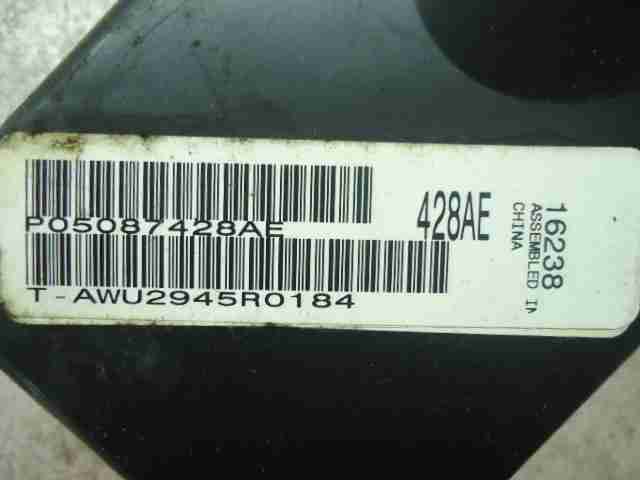 P05087428AE
428AE
T-AWU2945R0184
16238
ASSEMBLED IN
CHINA